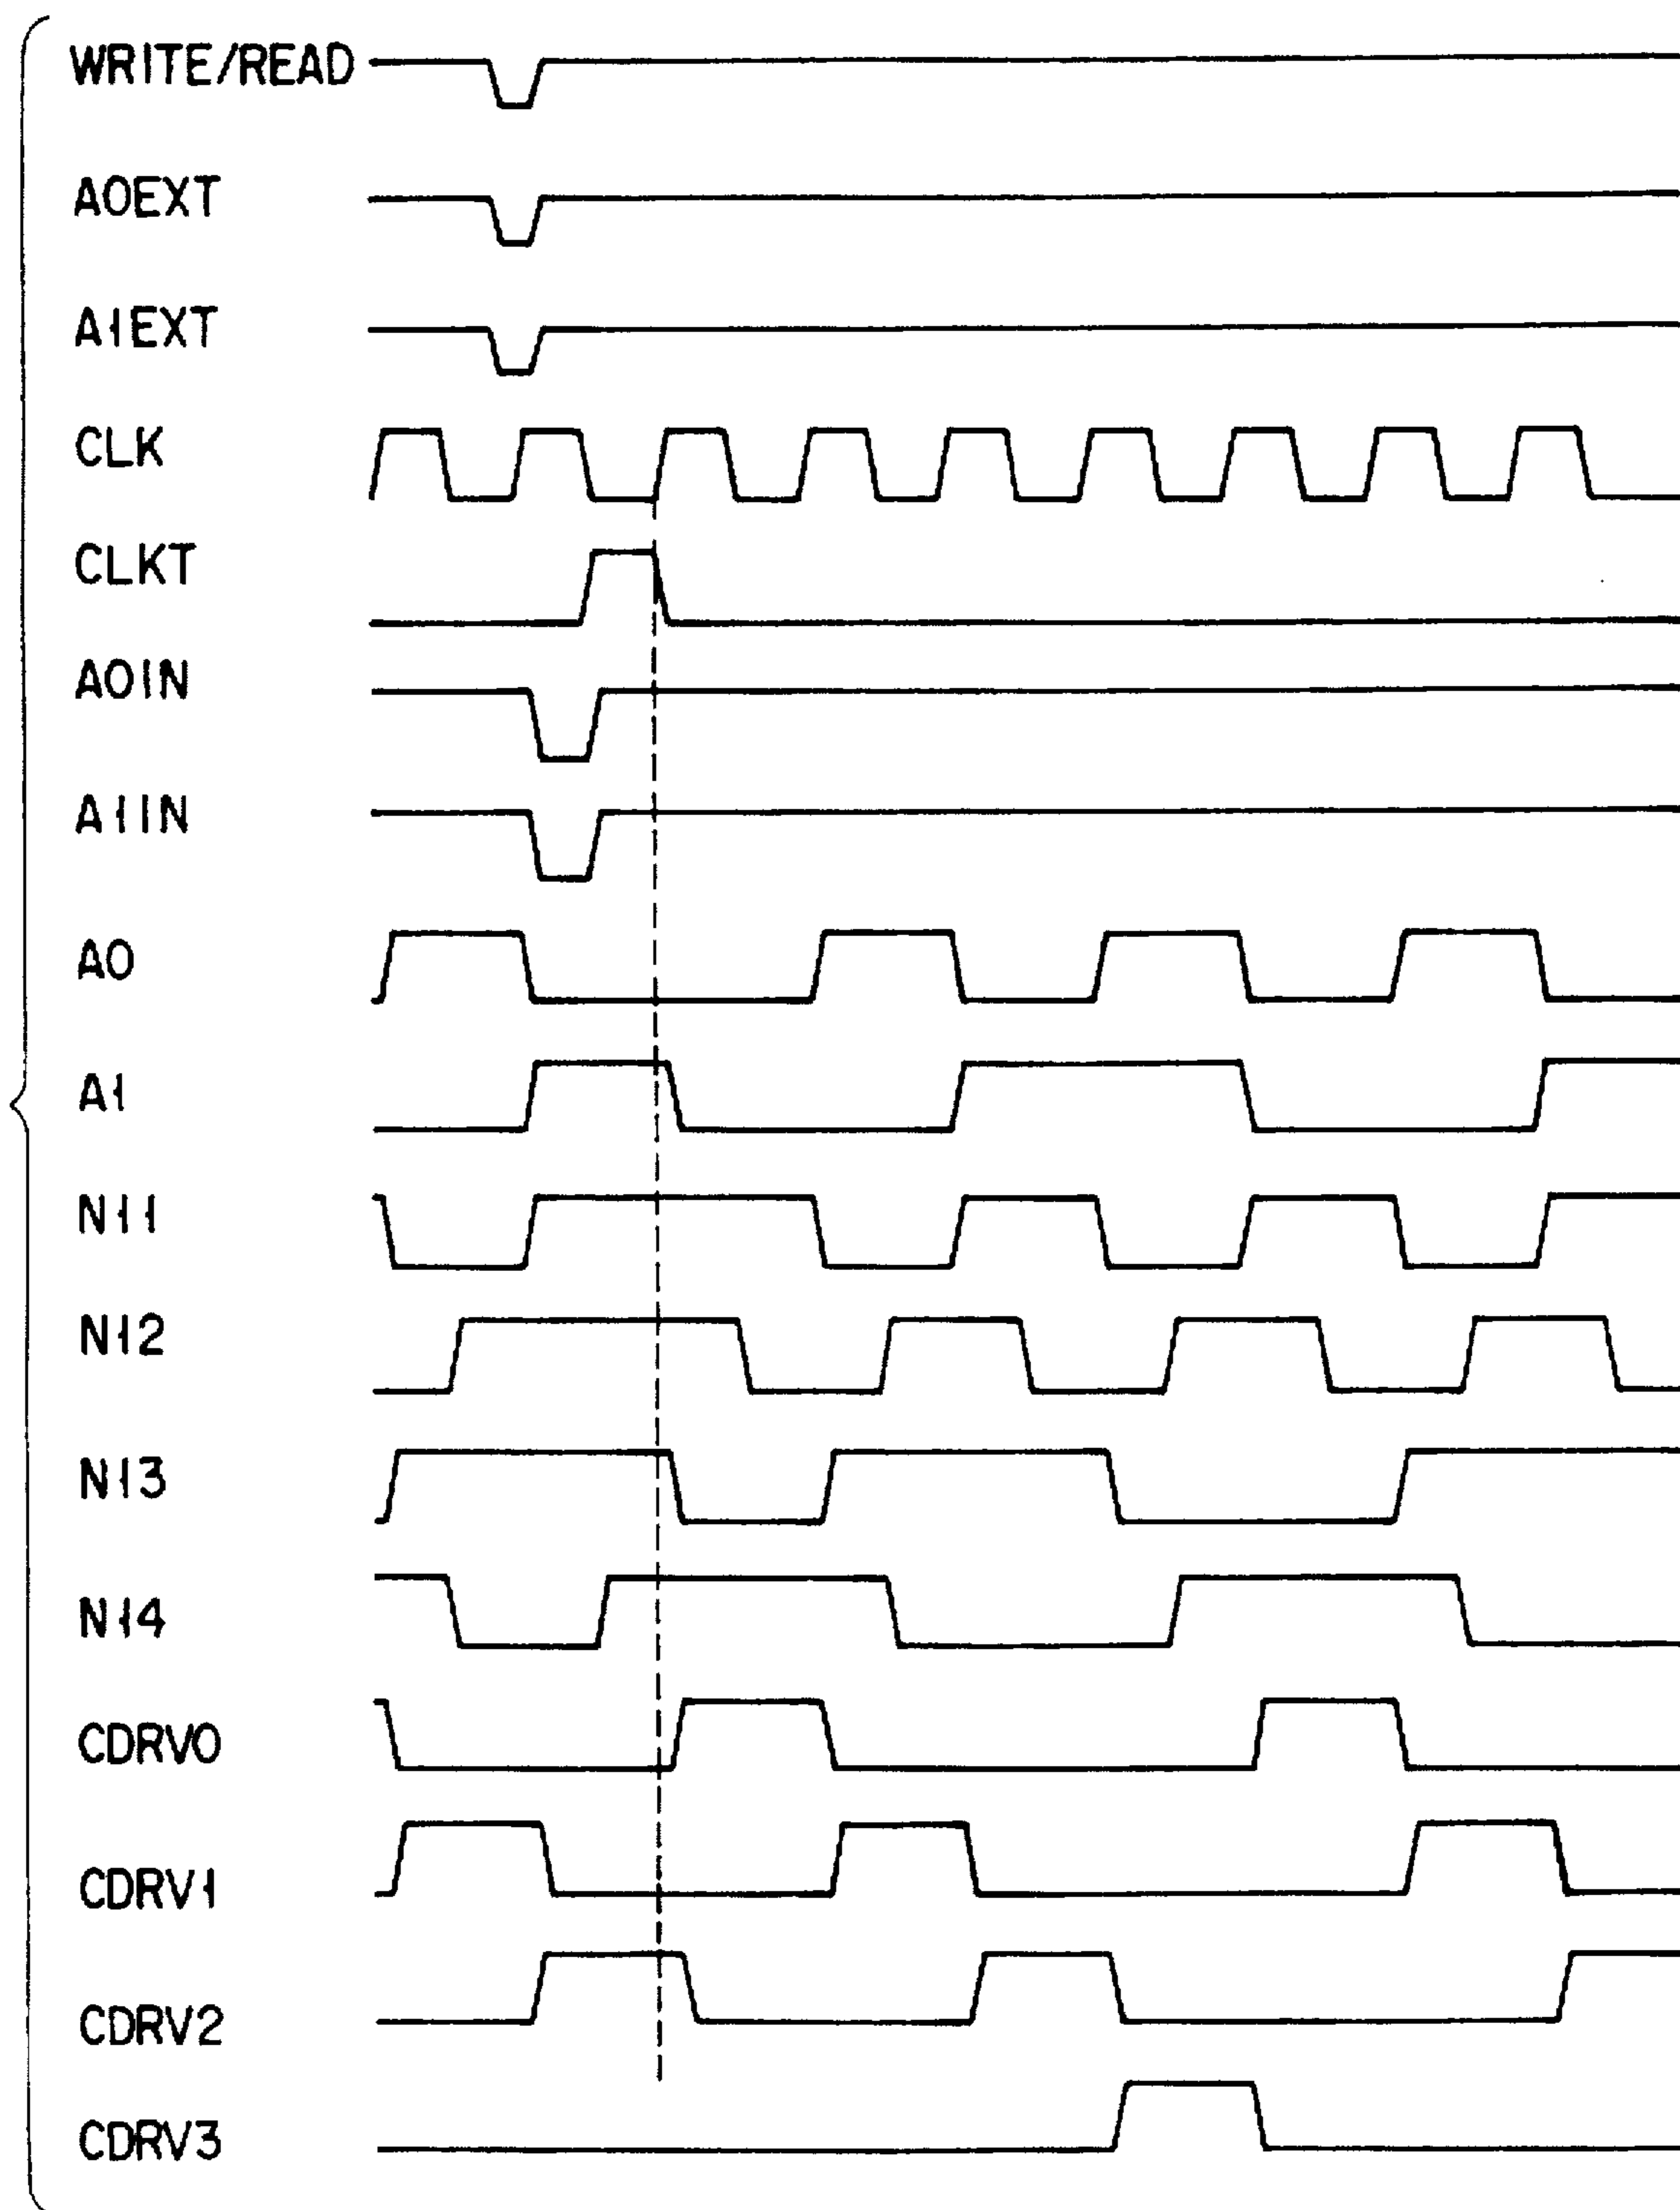 WRITE/READ
A0EXT
A1EXT
CLK
CLKT
A0IN
A1IN
A0
A1
N11
N12
N13
N14
CDRV0
CDRV1
CDRV2
CDRV3